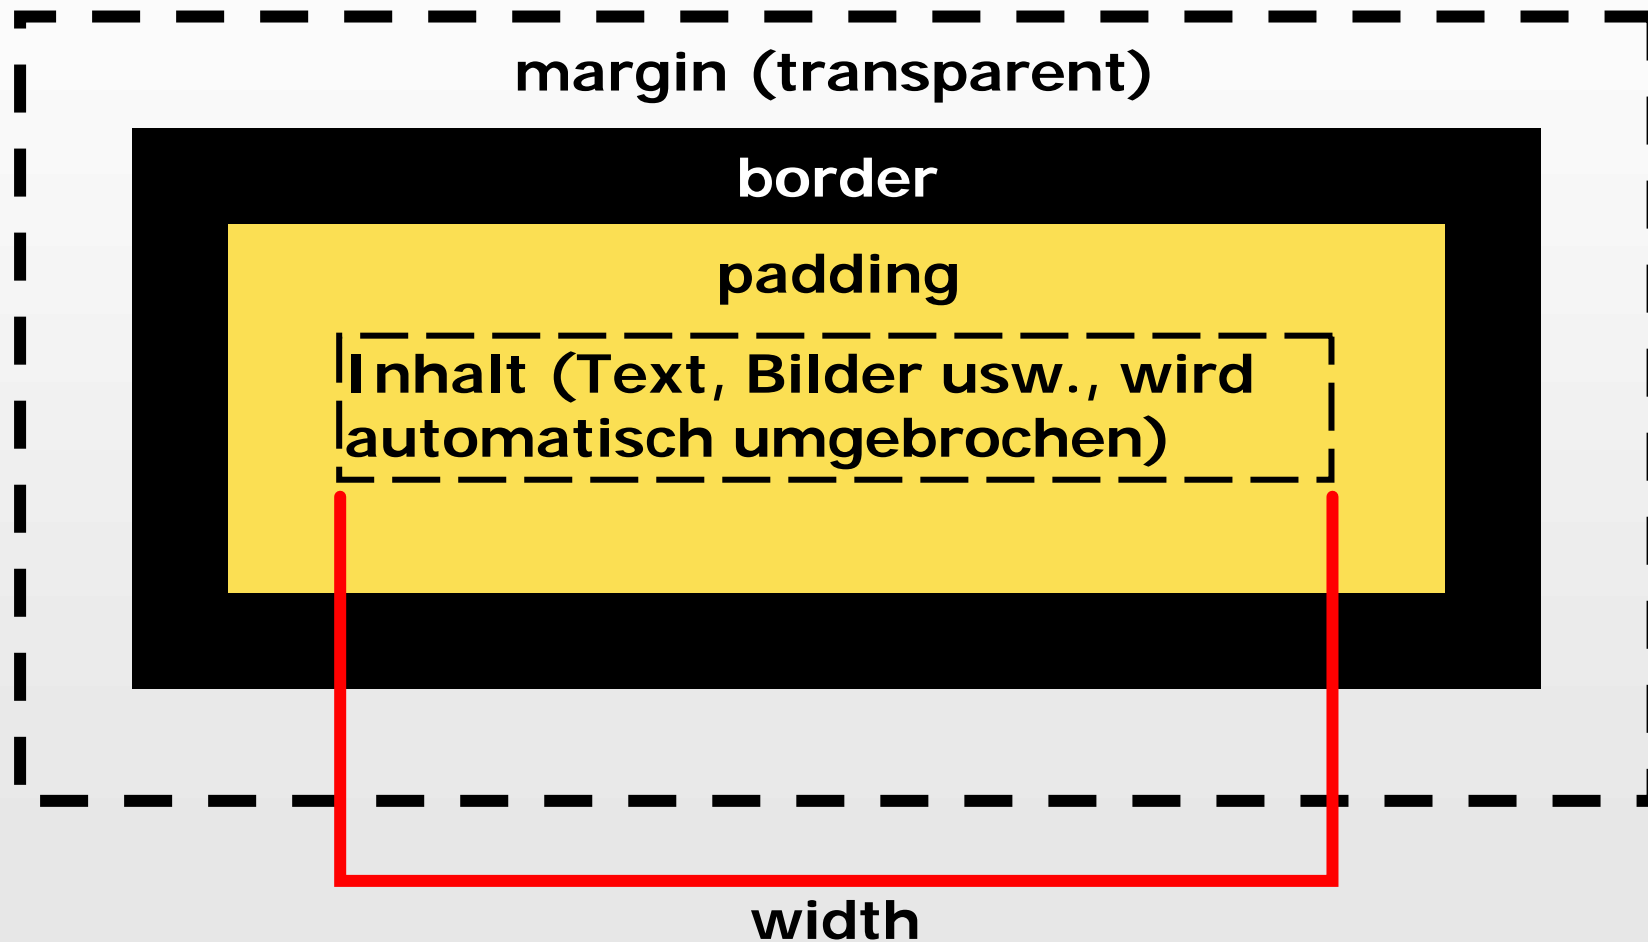 margin (transparent)
border
padding
Inhalt (Text, Bilder usw., wird
automatisch umgebrochen)
width